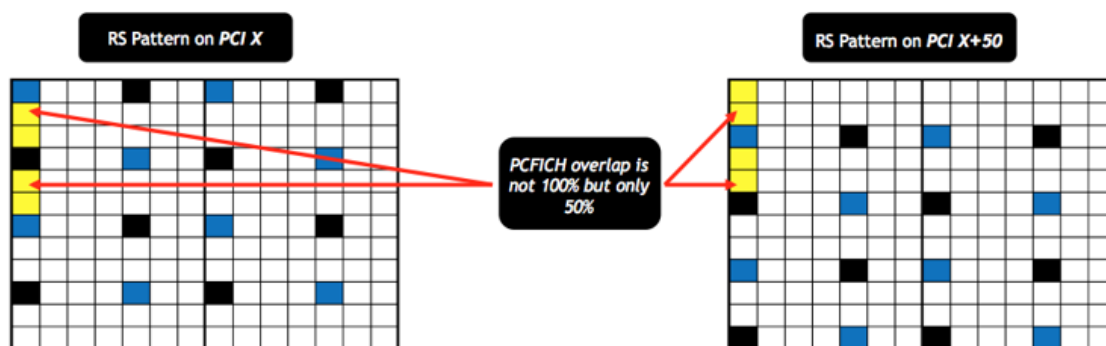 RS Pattern on PCI X
RS Pattern on PCI X+50
PCFICH overlap is
not 100% but only
50%